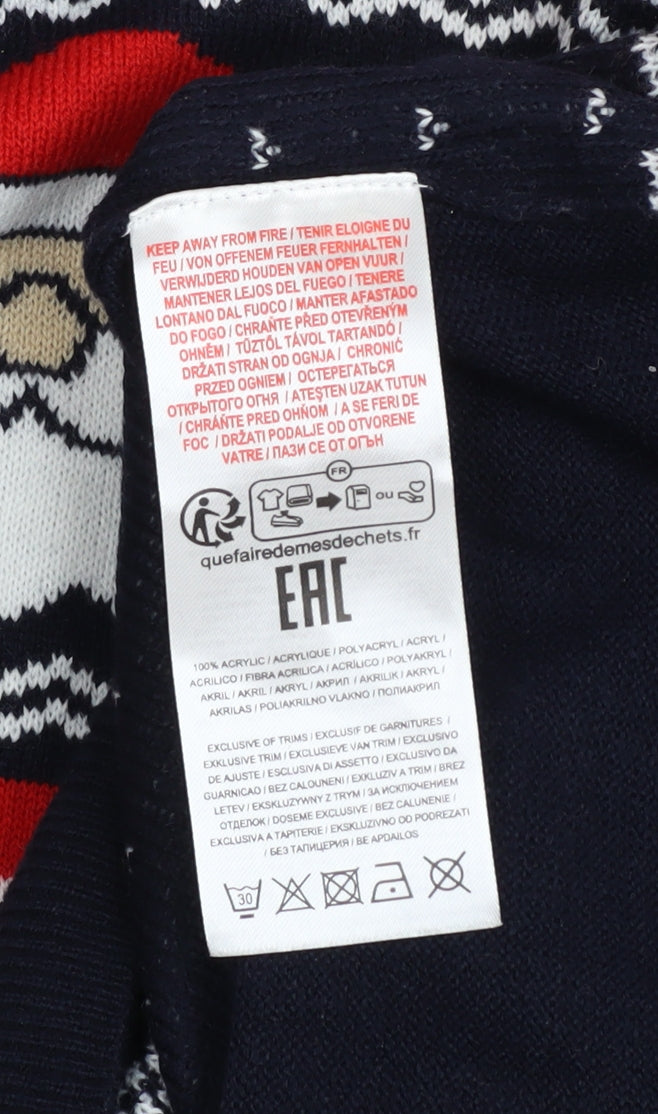 KEEP AWAY FROM FIRE / TENIR ELOIGNE DU
FEU / VON OFFENEM FEUER FERNHALTEN /
VERWIJDERD HOUDEN VAN OPEN VUUR /
MANTENER LEJOS DEL FUEGO / TENERE
LONTANO DAL FUOCO / MANTER AFASTADO
DO FOGO / CHRAŇTE PŘED OTEVŘENÝM
OHNĚM / TŰZTŐL TÁVOL TARTANDÓ /
DRŽATI STRAN OD OGNJA / CHRONIĆ
PRZED OGNIEM / ОСТЕРЕГАТЬСЯ
ОТКРЫТОГО ОГНЯ / ATEŞTEN UZAK TUTUN
/ CHRÁŇTE PRED OHŇOM / A SE FERI DE
FOC / DRŽATI PODALJE OD OTVORENE
VATRE / ПАЗИ СЕ ОТ ОГЪН
FR
OU
quefairedemesdechets.fr
EAC
100% ACRYLIC / ACRYLIQUE / POLYACRYL / ACRYL /
ACRILICO / FIBRA ACRILICA / ACRÍLICO / POLYAKRYL /
AKRIL / AKRIL / AKRYL / АКРИЛ / AKRILIK / AKRYL /
AKRILAS / POLIAKRILNO VLAKNO / ПОЛИАКРИЛ
EXCLUSIVE OF TRIMS / EXCLUSIF DE GARNITURES /
EXKLUSIVE TRIM / EXCLUSIEVE VAN TRIM / EXCLUSIVO
DE AJUSTE / ESCLUSIVA DI ASSETTO / EXCLUSIVO DA
GUARNICAO / BEZ CALOUNENI / EXKLUZIV A TRIM / BREZ
LETEV / EKSKLUZYWNY Z TRYM / ЗА ИСКЛЮЧЕНИЕМ
ОТДЕЛОК / DOSEME EXCLUSIVE / BEZ CALUNENIE /
EXCLUSIVA A TAPITERIE / EKSKLUZIVNO OD PODREZATI
/ БЕЗ ТАПИЦЕРИЯ / BE APDAILOS
30